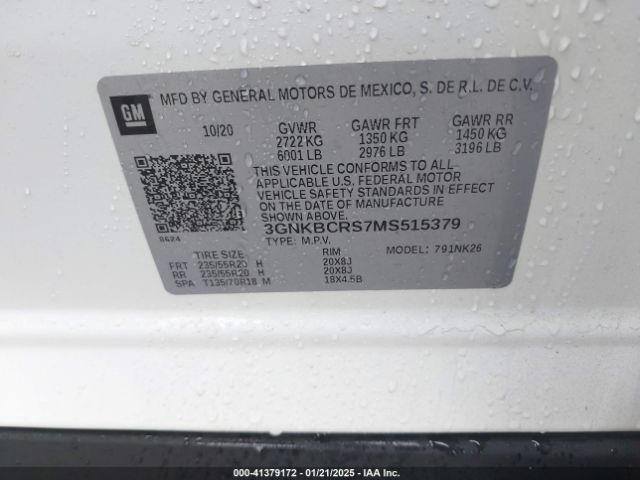 GM
MFD BY GENERAL MOTORS DE MEXICO, S. DE R.L. DE C.V.
10/20 GVWR GAWR FRT GAWR RR
2722 KG 1350 KG 1450 KG
6001 LB 2976 LB 3196 LB
THIS VEHICLE CONFORMS TO ALL
APPLICABLE U.S. FEDERAL MOTOR
VEHICLE SAFETY STANDARDS IN EFFECT
ON THE DATE OF MANUFACTURE
SHOWN ABOVE.
3GNKBCRS7MS515379
8624
TYPE: M.P.V. MODEL: 791NK26
TIRE SIZE RIM
FRT 235/55R20 H 20X8J
RR 235/55R20 H 20X8J
SPA T135/70R18 M 18X4.5B
000-41379172 — 01/21/2025 — IAAI.COM